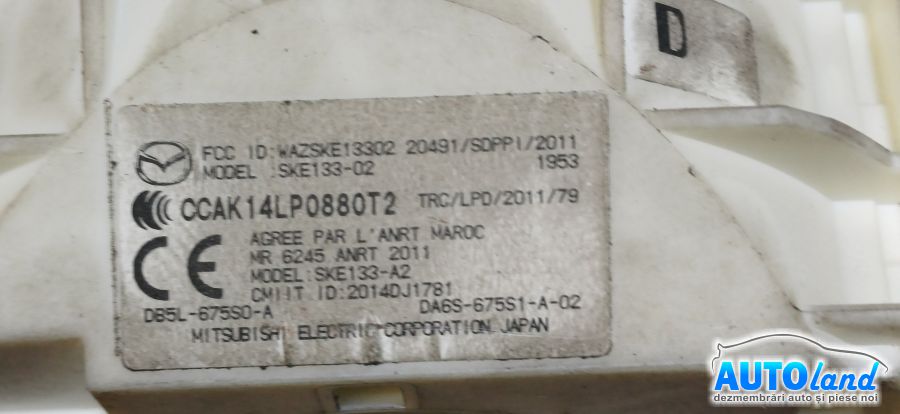 D
FCC ID:WAZSKE13302 20491/SDPPI/2011
MODEL :SKE133-02 1953
CCAK14LP0880T2 TRC/LPD/2011/79
AGREE PAR L'ANRT MAROC
MR 6245 ANRT 2011
MODEL:SKE133-A2
CMIIT ID:2014DJ1781
CE
DB5L-675S0-A DA6S-675S1-A-02
MITSUBISHI ELECTRIC CORPORATION JAPAN
AUTOland
dezmembrări auto și piese noi